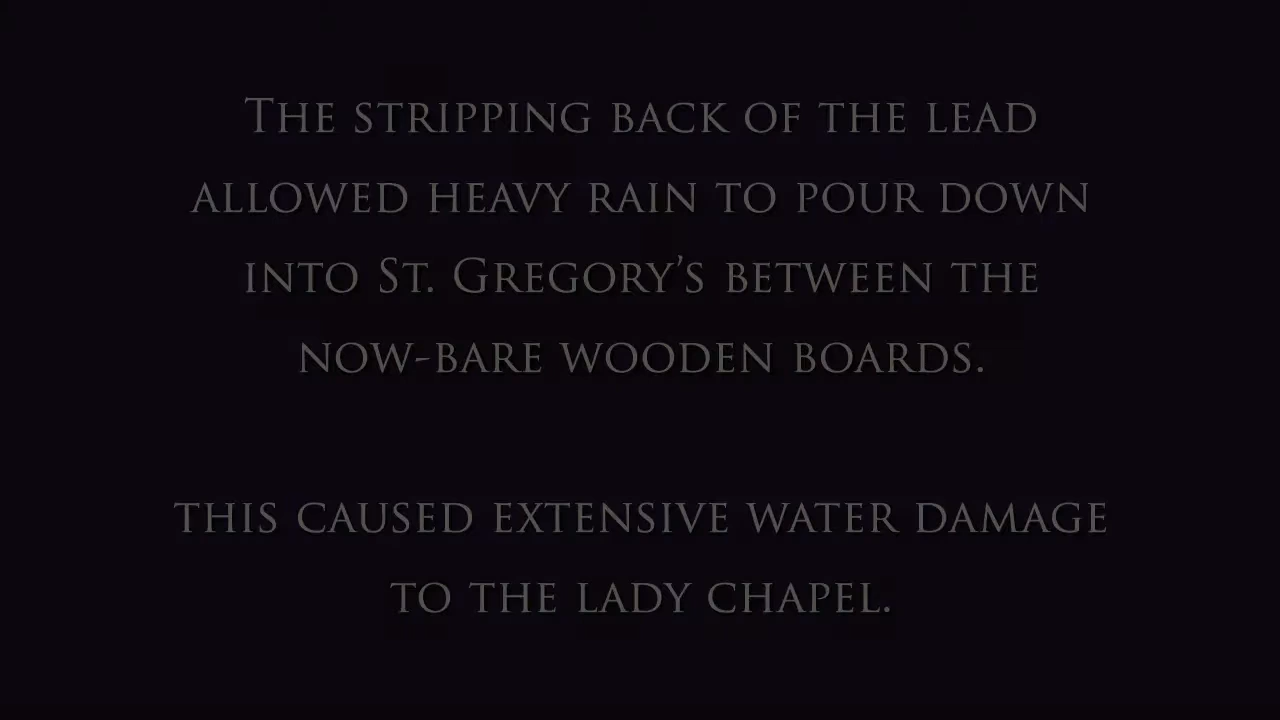 The stripping back of the lead
allowed heavy rain to pour down
into St. Gregory’s between the
now-bare wooden boards.
this caused extensive water damage
to the lady chapel.